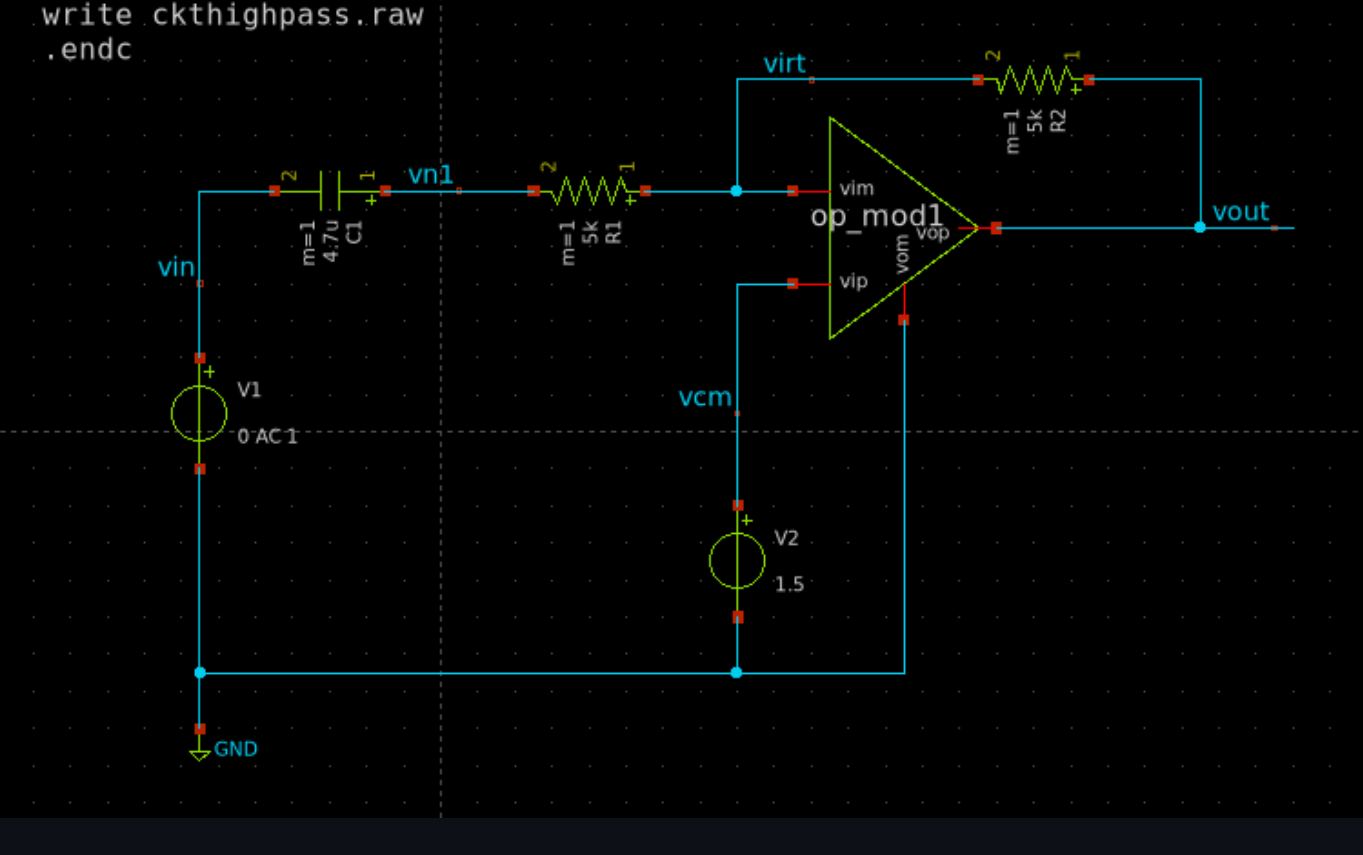 write ckthighpass.raw
.endc
virt
2
1
m=1
5k
R2
2
1
vn1
m=1
4.7u
C1
2
1
m=1
5k
R1
vim
op_mod1
vop
vom
vip
vout
vin
V1
0 AC 1
vcm
V2
1.5
GND